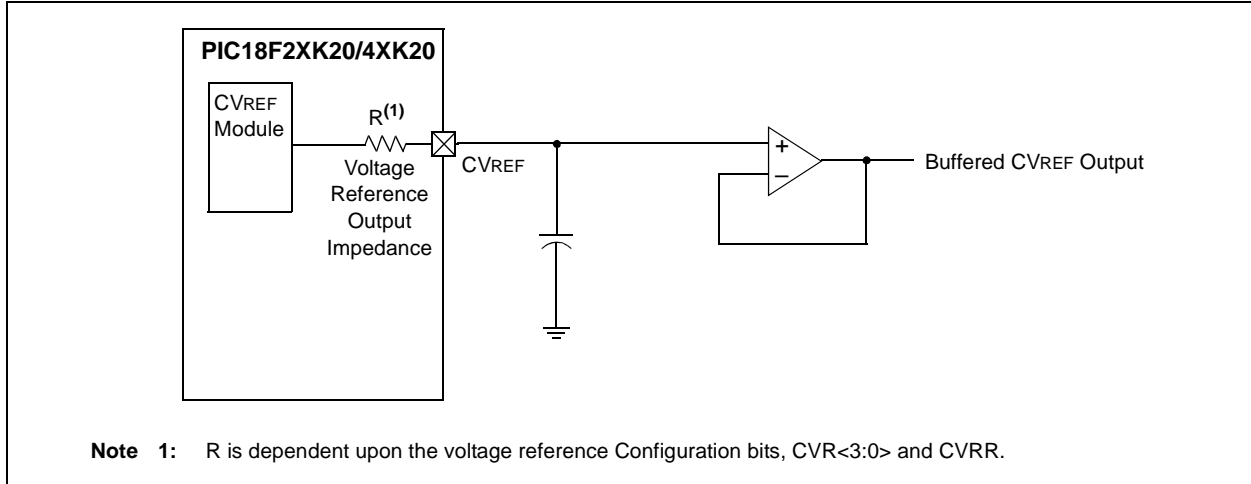 PIC18F2XK20/4XK20
CVREF
Module
R(1)
Voltage
Reference
Output
Impedance
CVREF
+
–
Buffered CVREF Output
Note 1: R is dependent upon the voltage reference Configuration bits, CVR<3:0> and CVRR.